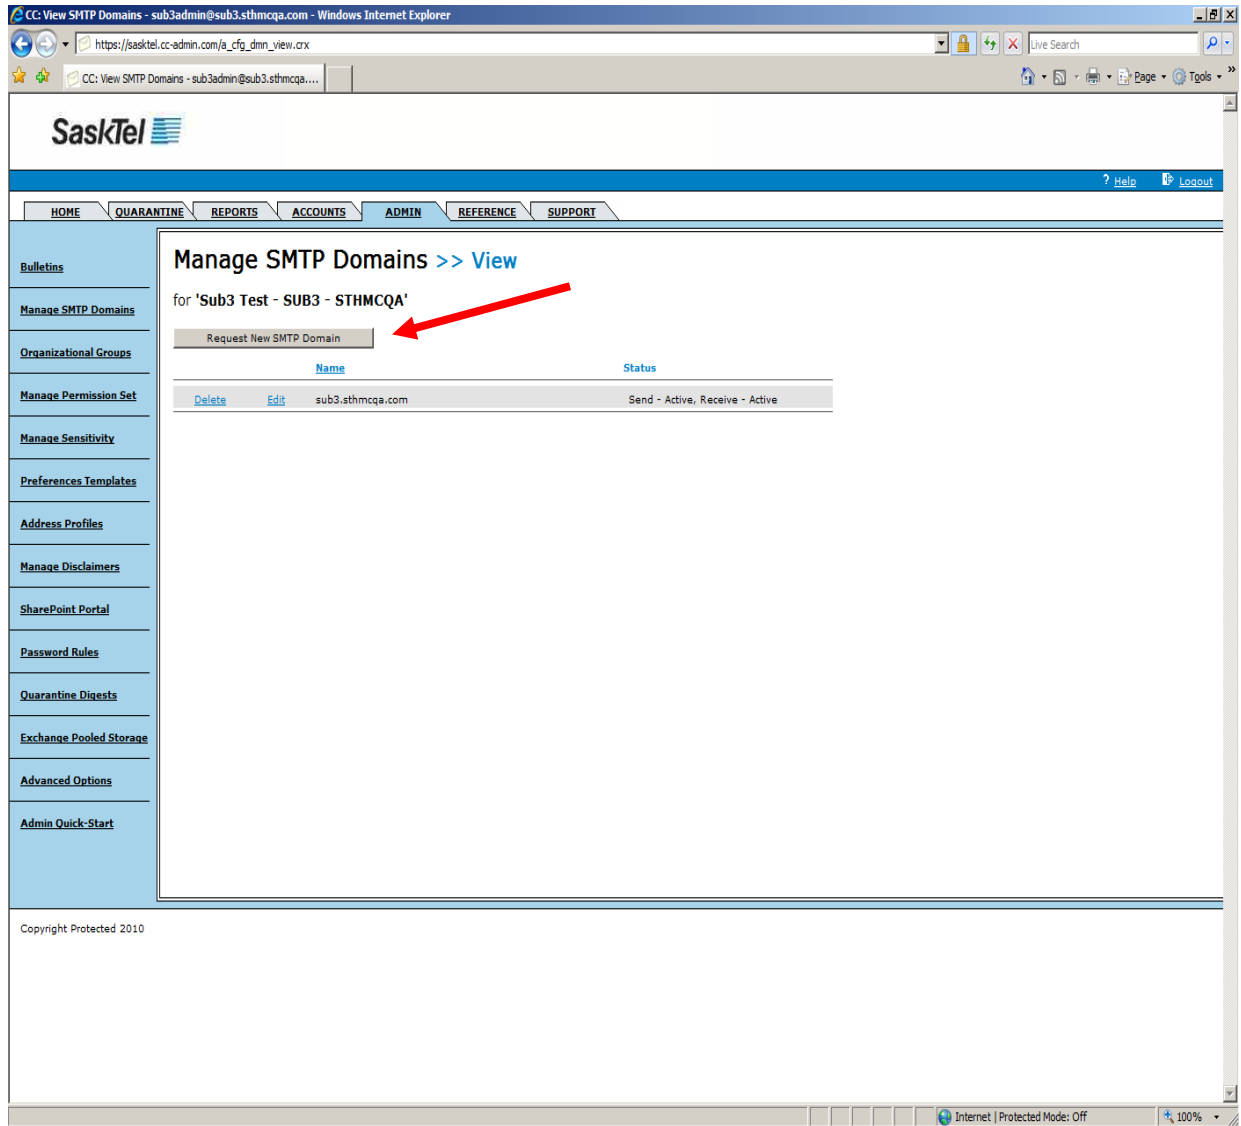 CC: View SMTP Domains - sub3admin@sub3.sthmcqa.com - Windows Internet Explorer
https://sasktel.cc-admin.com/a_cfg_dmn_view.crx
Live Search
CC: View SMTP Domains - sub3admin@sub3.sthmcqa....
Page
Tools
»
SaskTel
? Help
Logout
HOME
QUARANTINE
REPORTS
ACCOUNTS
ADMIN
REFERENCE
SUPPORT
Bulletins
Manage SMTP Domains
Organizational Groups
Manage Permission Set
Manage Sensitivity
Preferences Templates
Address Profiles
Manage Disclaimers
SharePoint Portal
Password Rules
Quarantine Digests
Exchange Pooled Storage
Advanced Options
Admin Quick-Start
Manage SMTP Domains >> View
for 'Sub3 Test - SUB3 - STHMCQA'
Request New SMTP Domain
Name Status
Delete Edit sub3.sthmcqa.com Send - Active, Receive - Active
Copyright Protected 2010
Internet | Protected Mode: Off
100%